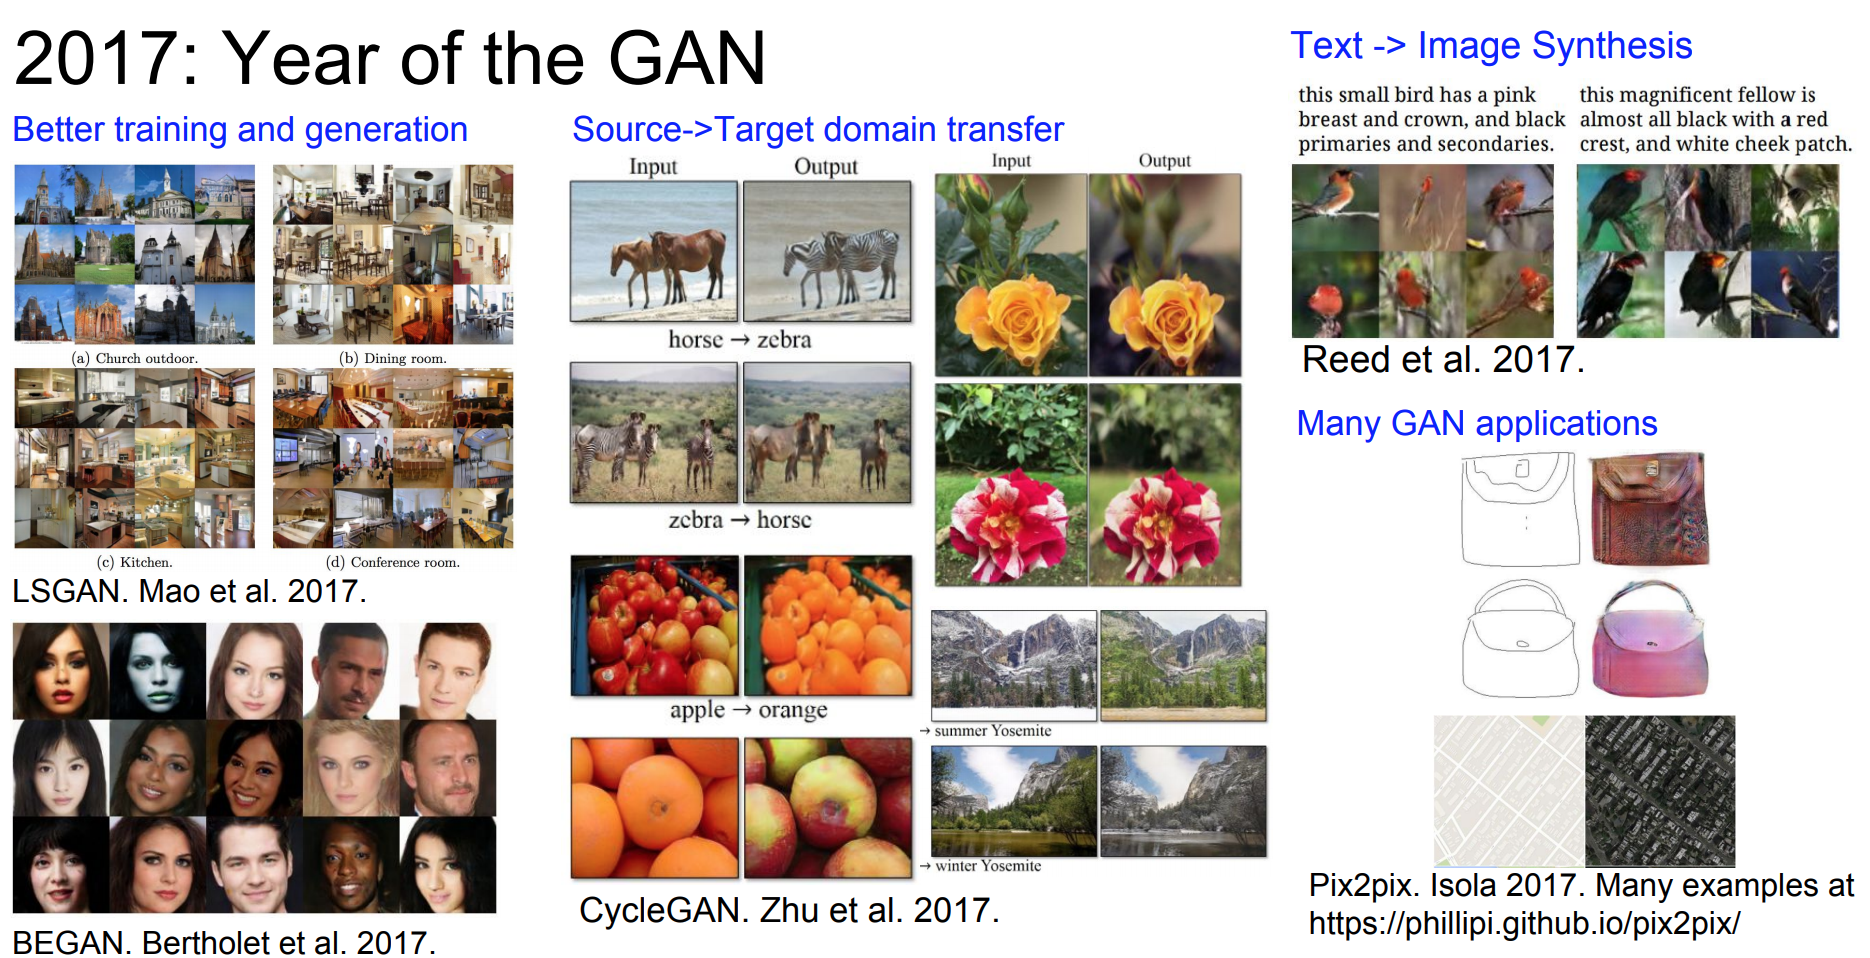 2017: Year of the GAN
Better training and generation
(a) Church outdoor.
(b) Dining room.
(c) Kitchen.
(d) Conference room.
LSGAN. Mao et al. 2017.
BEGAN. Bertholet et al. 2017.
Source->Target domain transfer
Input
Output
horse → zebra
zebra → horse
apple → orange
Input
Output
→ summer Yosemite
→ winter Yosemite
CycleGAN. Zhu et al. 2017.
Text -> Image Synthesis
this small bird has a pink
breast and crown, and black
primaries and secondaries.
this magnificent fellow is
almost all black with a red
crest, and white cheek patch.
Reed et al. 2017.
Many GAN applications
Pix2pix. Isola 2017. Many examples at
https://phillipi.github.io/pix2pix/